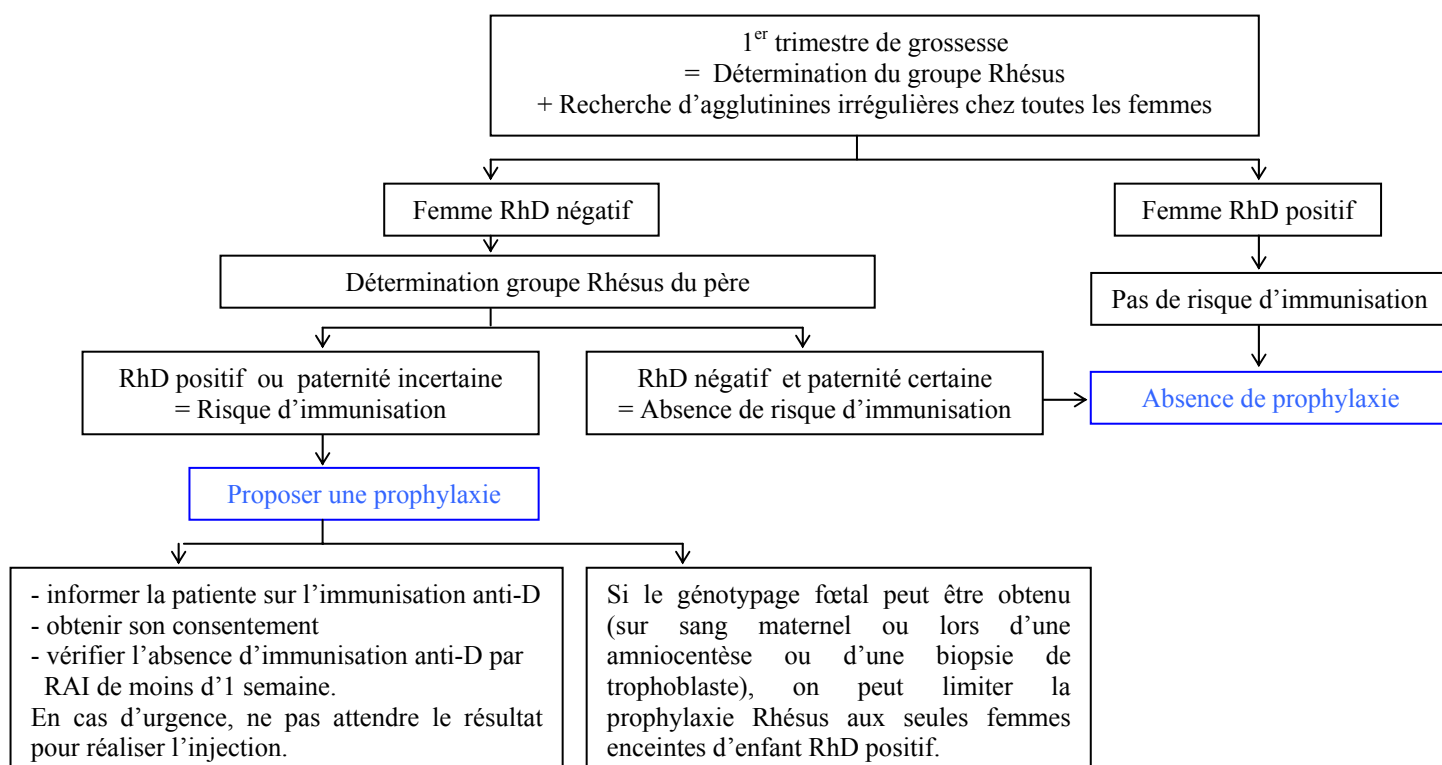 1er trimestre de grossesse
= Détermination du groupe Rhésus
+ Recherche d’agglutinines irrégulières chez toutes les femmes
Femme RhD négatif
Femme RhD positif
Détermination groupe Rhésus du père
Pas de risque d’immunisation
RhD positif ou paternité incertaine
= Risque d’immunisation
RhD négatif et paternité certaine
= Absence de risque d’immunisation
Absence de prophylaxie
Proposer une prophylaxie
- informer la patiente sur l’immunisation anti-D
- obtenir son consentement
- vérifier l’absence d’immunisation anti-D par
RAI de moins d’1 semaine.
En cas d’urgence, ne pas attendre le résultat
pour réaliser l’injection.
Si le génotypage fœtal peut être obtenu
(sur sang maternel ou lors d’une
amniocentèse ou d’une biopsie de
trophoblaste), on peut limiter la
prophylaxie Rhésus aux seules femmes
enceintes d’enfant RhD positif.